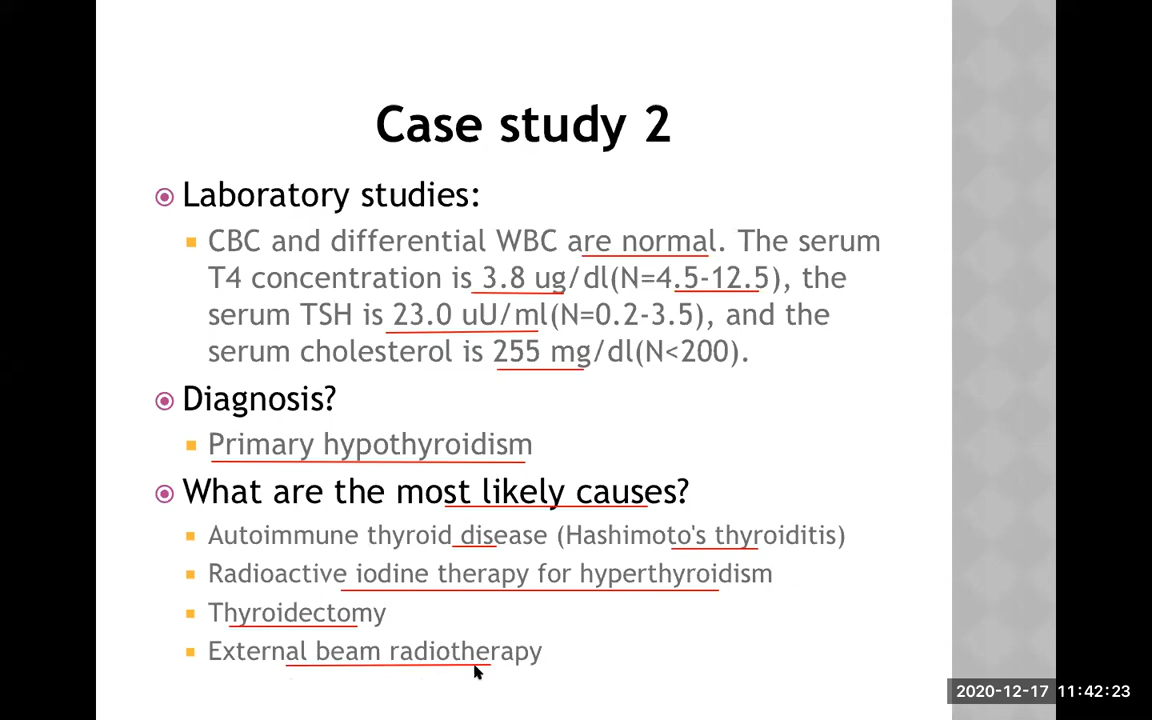 Case study 2
Laboratory studies:
CBC and differential WBC are normal. The serum
T4 concentration is 3.8 ug/dl(N=4.5-12.5), the
serum TSH is 23.0 uU/ml(N=0.2-3.5), and the
serum cholesterol is 255 mg/dl(N<200).
Diagnosis?
Primary hypothyroidism
What are the most likely causes?
Autoimmune thyroid disease (Hashimoto's thyroiditis)
Radioactive iodine therapy for hyperthyroidism
Thyroidectomy
External beam radiotherapy
2020-12-17 11:42:23